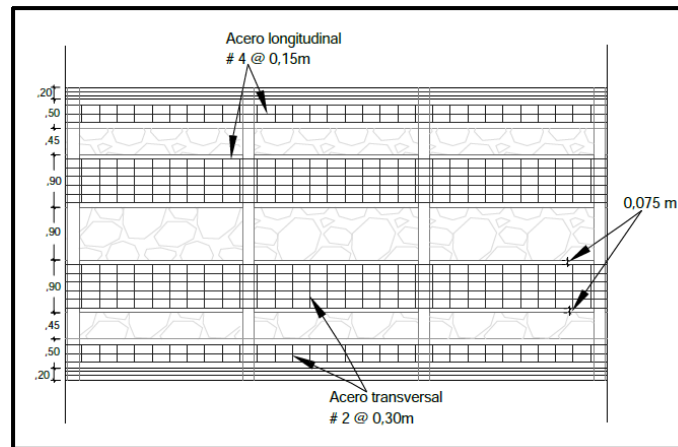 Acero longitudinal
# 4 @ 0,15m
,20
,50
,45
,90
,90
,90
,45
,50
,20
0,075 m
Acero transversal
# 2 @ 0,30m